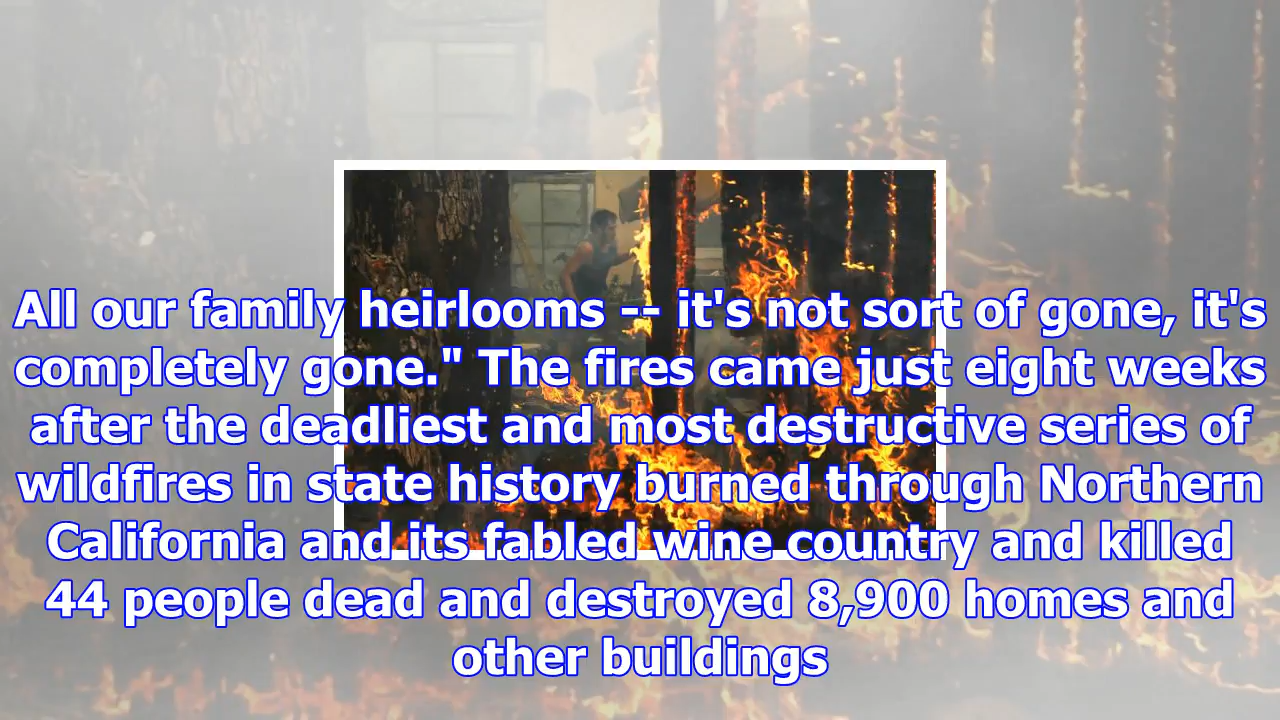 All our family heirlooms -- it's not sort of gone, it's
completely gone." The fires came just eight weeks
after the deadliest and most destructive series of
wildfires in state history burned through Northern
California and its fabled wine country and killed
44 people dead and destroyed 8,900 homes and
other buildings